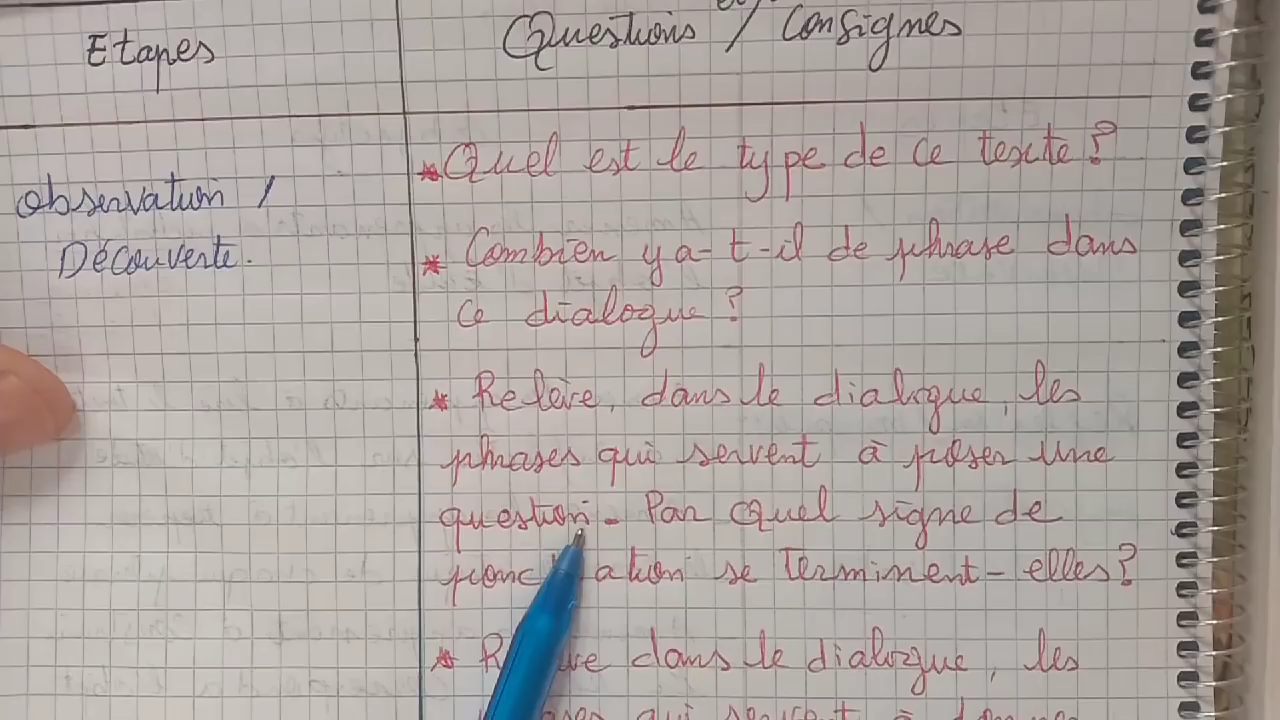 Etapes
Questions / Consignes
Observation /
Découverte.
* Quel est le type de ce texte ?
* Combien y a-t-il de phrase dans
ce dialogue ?
* Relève, dans le dialogue, les
phrases qui servent à poser une
question. Par quel signe de
se terminent-elles ?
* dans le dialogue, les
qui servent à